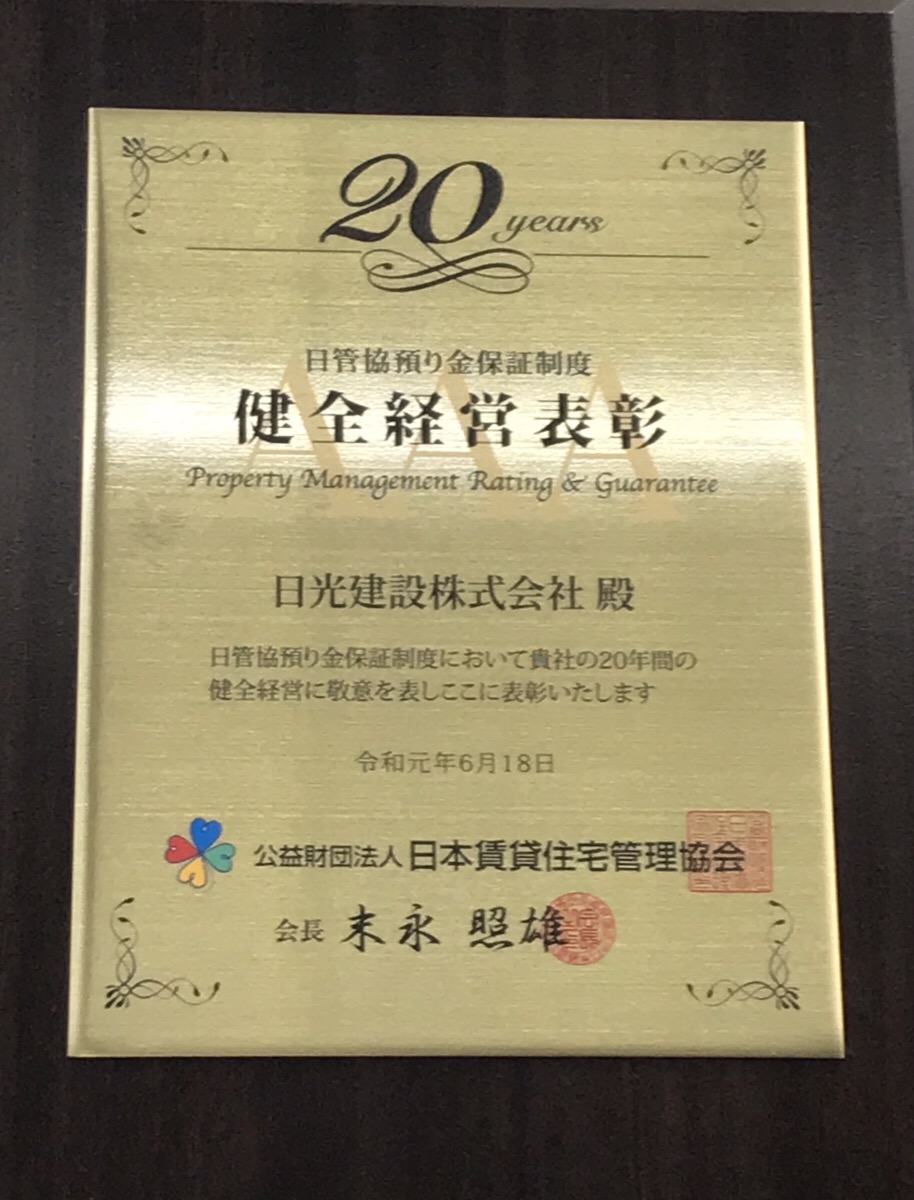 20 years
日管協預り金保証制度
AAA
健全経営表彰
Property Management Rating & Guarantee
日光建設株式会社 殿
日管協預り金保証制度において貴社の20年間の
健全経営に敬意を表しここに表彰いたします
令和元年6月18日
公益財団法人 日本賃貸住宅管理協会
会長 末永 照雄